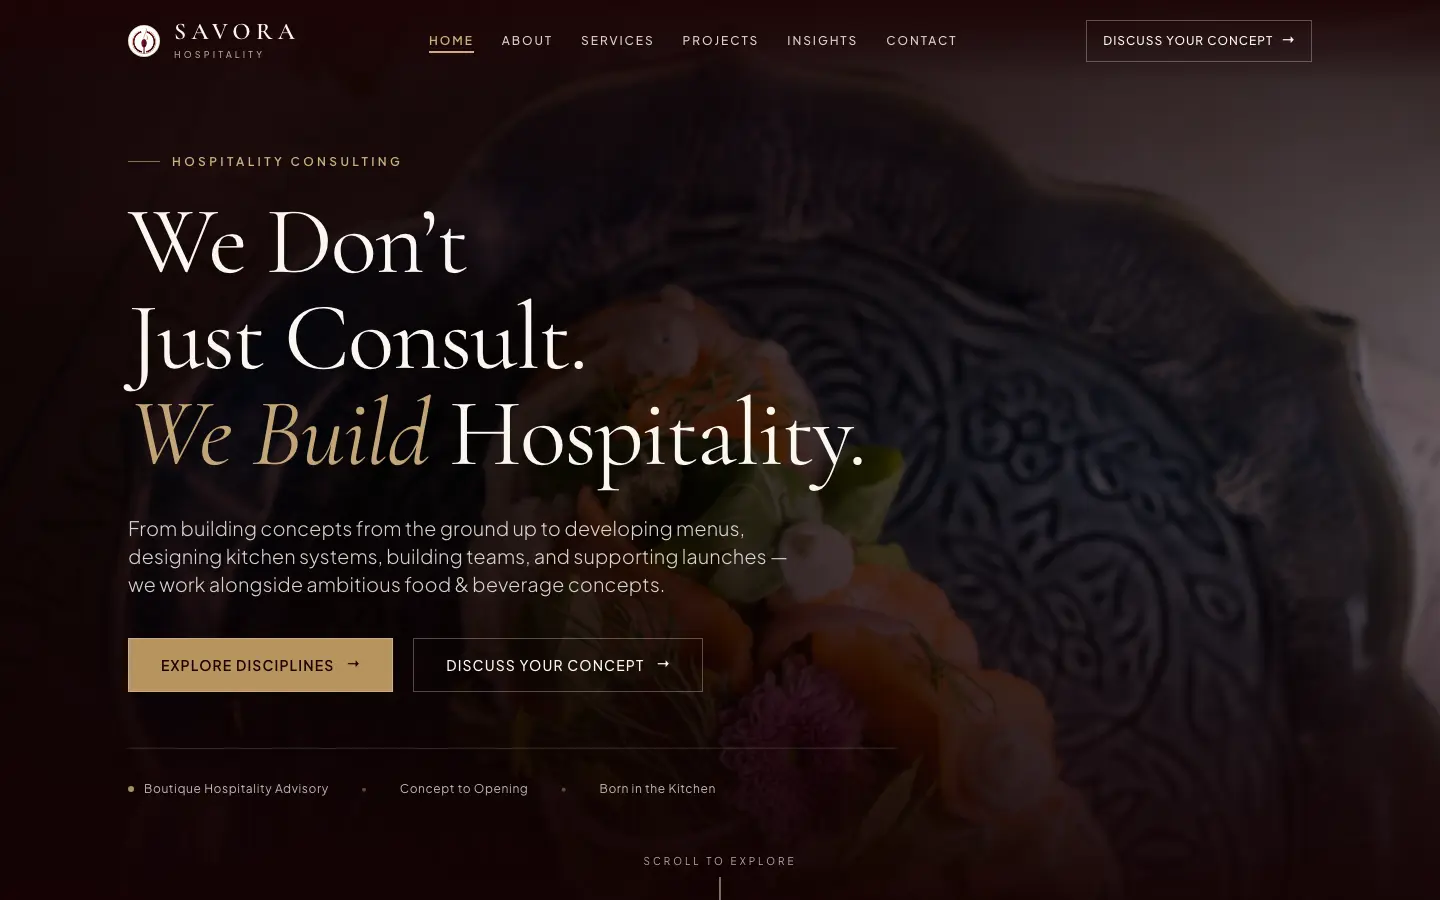 SAVORA
HOSPITALITY
HOME
ABOUT
SERVICES
PROJECTS
INSIGHTS
CONTACT
DISCUSS YOUR CONCEPT →
HOSPITALITY CONSULTING
We Don’t
Just Consult.
We Build Hospitality.
From building concepts from the ground up to developing menus,
designing kitchen systems, building teams, and supporting launches —
we work alongside ambitious food & beverage concepts.
EXPLORE DISCIPLINES →
DISCUSS YOUR CONCEPT →
Boutique Hospitality Advisory
Concept to Opening
Born in the Kitchen
SCROLL TO EXPLORE